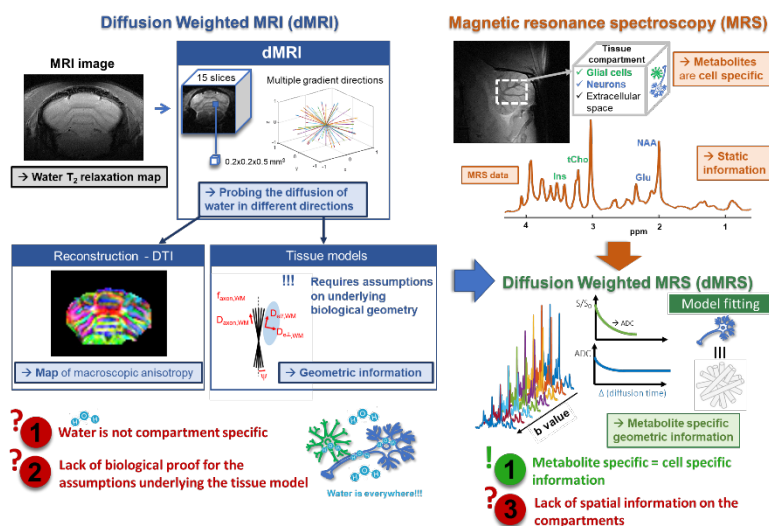 Diffusion Weighted MRI (dMRI)
MRI image
→ Water T₂ relaxation map
dMRI
15 slices
Multiple gradient directions
0.2x0.2x0.5 mm³
→ Probing the diffusion of
water in different directions
Reconstruction - DTI
→ Map of macroscopic anisotropy
Tissue models
!!!
Requires assumptions
on underlying
biological geometry
f axon,WM
D axon,WM
→ Geometric information
? 1 Water is not compartment specific
? 2 Lack of biological proof for the
assumptions underlying the tissue model
H O H
Water is everywhere!!!
Magnetic resonance spectroscopy (MRS)
Tissue
compartment
✓ Glial cells
✓ Neurons
✓ Extracellular
space
→ Metabolites
are cell specific
MRS data
Ins
tCho
Glu
NAA
→ Static
information
4 3 2 1
ppm
Diffusion Weighted MRS (dMRS)
b value
S/S₀
→ ADC
ADC
Δ (diffusion time)
Model fitting
→ Metabolite specific
geometric information
! 1 Metabolite specific = cell specific
information
? 3 Lack of spatial information on the
compartments